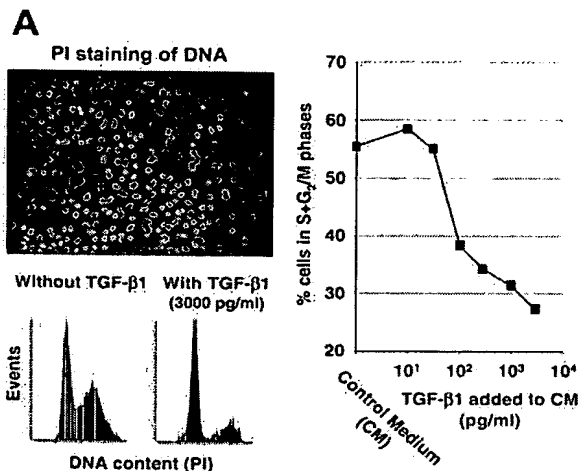 A
PI staining of DNA
Without TGF-β1
With TGF-β1
(3000 pg/ml)
Events
DNA content (PI)
% cells in S+G₂/M phases
70
60
50
40
30
20
10¹
10²
10³
10⁴
Control Medium
(CM)
TGF-β1 added to CM
(pg/ml)